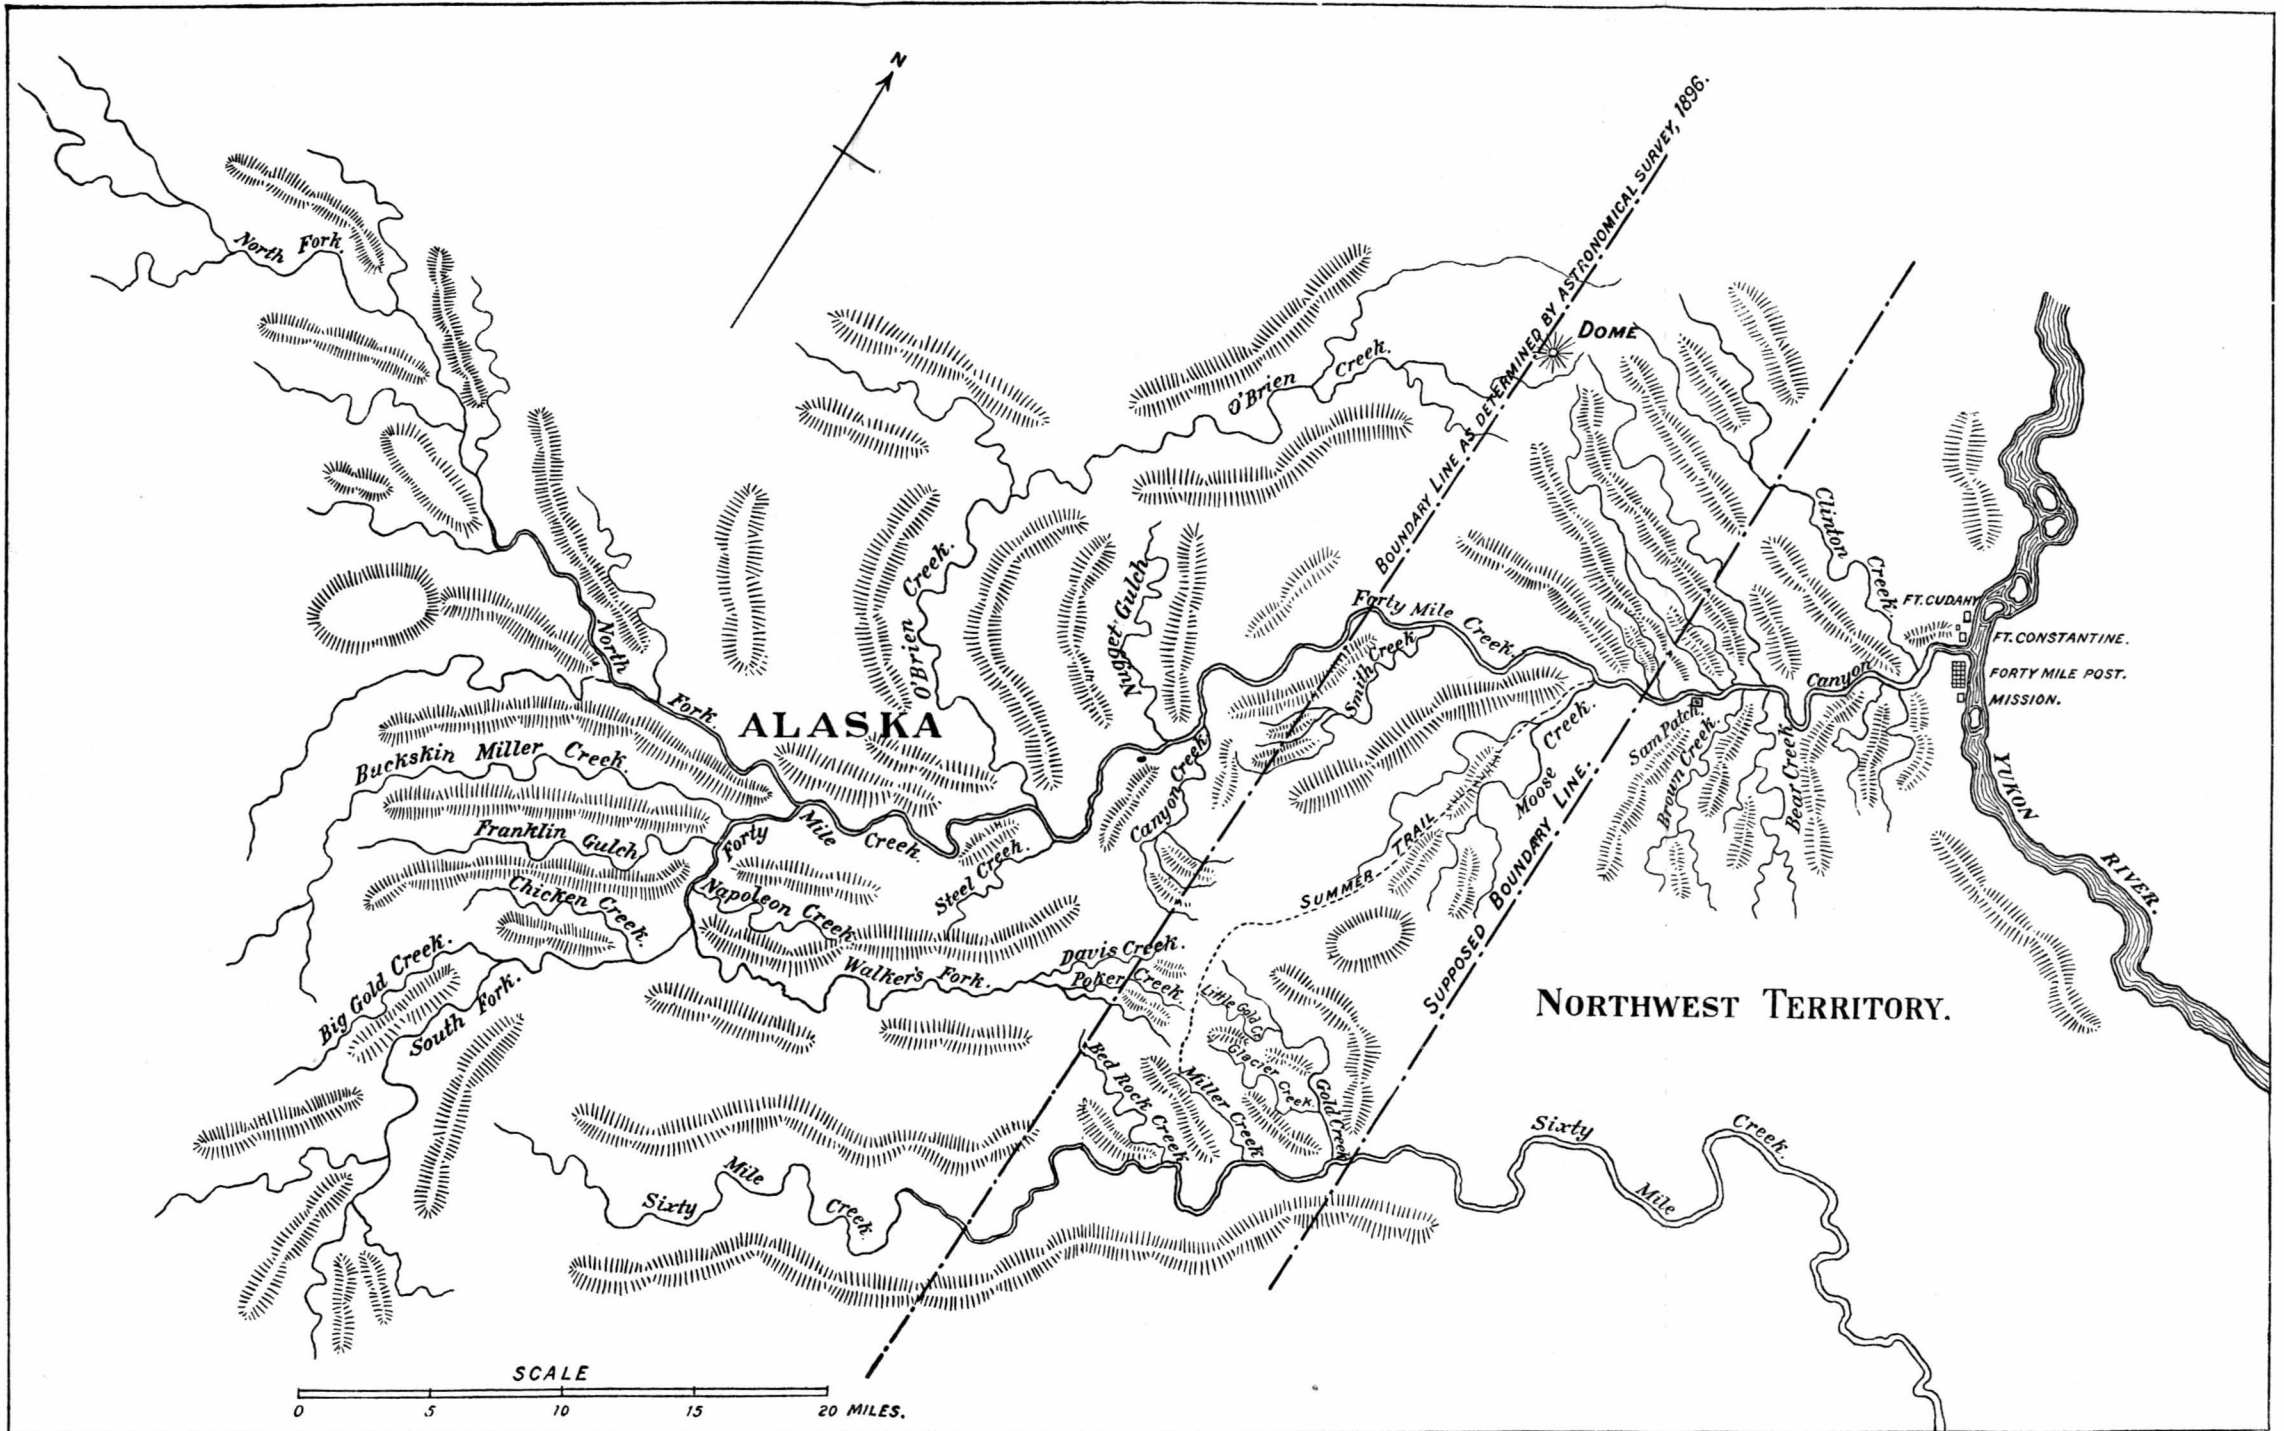 N
BOUNDARY LINE AS DETERMINED BY ASTRONOMICAL SURVEY, 1896.
North Fork.
DOME
O'Brien Creek.
Clinton Creek.
O'Brien Creek.
Nugget Gulch
Forty Mile Creek.
Smith Creek
FT. CUDAHY
FT. CONSTANTINE.
FORTY MILE POST.
MISSION.
Canyon
North Fork.
ALASKA
Sam Patch.
Brown Creek.
Bear Creek.
Moose Creek.
YUKON RIVER.
Buckskin Miller Creek.
Canyon Creek.
Franklin Gulch
Forty Mile Creek.
Steel Creek.
SUMMER TRAIL
SUPPOSED BOUNDARY LINE.
Chicken Creek.
Napoleon Creek.
Big Gold Creek.
South Fork.
Walker's Fork.
Davis Creek.
Poker Creek.
Little Gold Ck
Glacier Creek.
Gold Creek
NORTHWEST TERRITORY.
Bed Rock Creek
Miller Creek
Sixty Mile Creek.
Sixty Mile Creek.
SCALE
0 5 10 15 20 MILES.